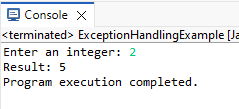 Console
<terminated> ExceptionHandlingExample [Ja
Enter an integer: 2
Result: 5
Program execution completed.